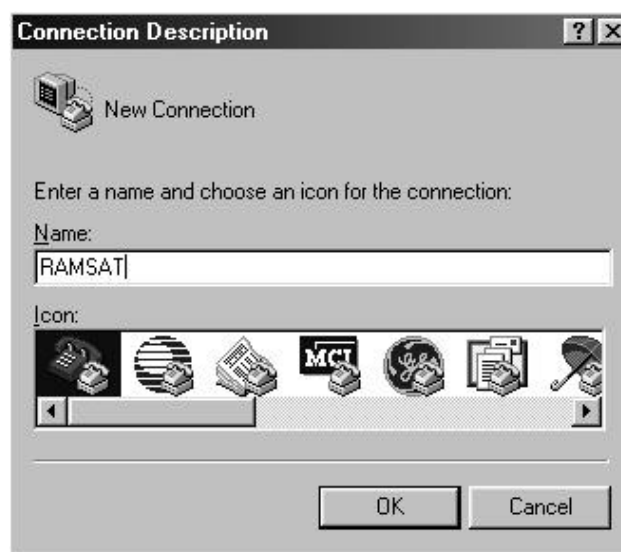 Connection Description
New Connection
Enter a name and choose an icon for the connection:
Name:
RAMSAT
Icon:
MCI
OK
Cancel